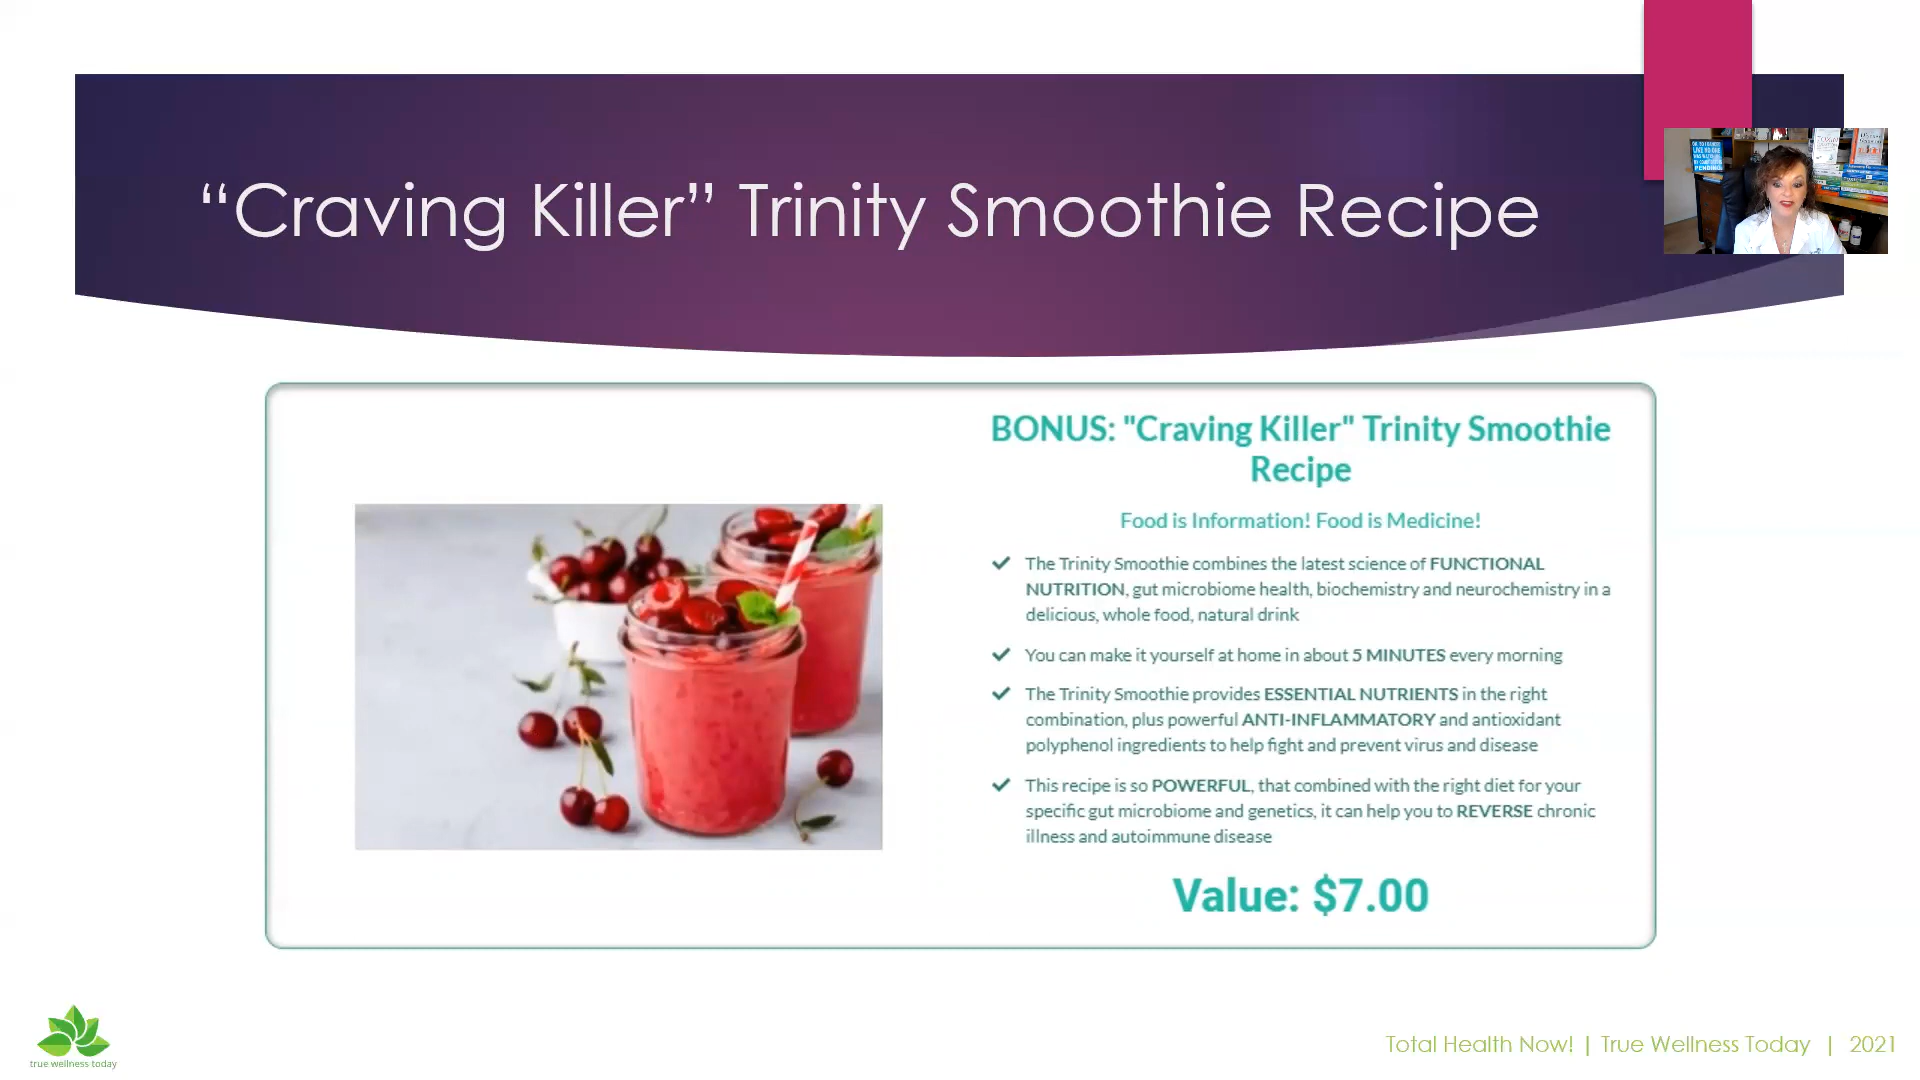 “Craving Killer” Trinity Smoothie Recipe
BONUS: "Craving Killer" Trinity Smoothie
Recipe
Food is Information! Food is Medicine!
The Trinity Smoothie combines the latest science of FUNCTIONAL
NUTRITION, gut microbiome health, biochemistry and neurochemistry in a
delicious, whole food, natural drink
You can make it yourself at home in about 5 MINUTES every morning
The Trinity Smoothie provides ESSENTIAL NUTRIENTS in the right
combination, plus powerful ANTI-INFLAMMATORY and antioxidant
polyphenol ingredients to help fight and prevent virus and disease
This recipe is so POWERFUL, that combined with the right diet for your
specific gut microbiome and genetics, it can help you to REVERSE chronic
illness and autoimmune disease
Value: $7.00
true wellness today
Total Health Now! | True Wellness Today | 2021